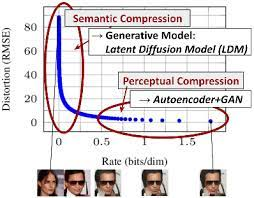 Semantic Compression
→ Generative Model:
Latent Diffusion Model (LDM)
Perceptual Compression
→ Autoencoder+GAN
Distortion (RMSE)
80
60
40
20
0
0
0.5
1
1.5
Rate (bits/dim)